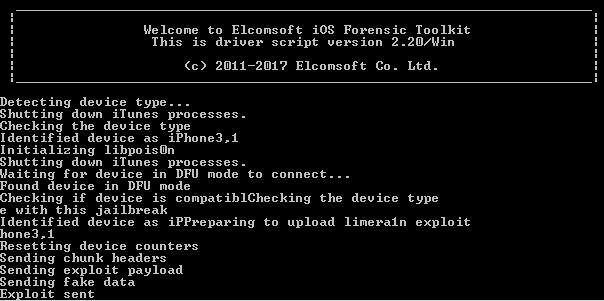 Welcome to Elcomsoft iOS Forensic Toolkit
This is driver script version 2.20/Win
(c) 2011-2017 Elcomsoft Co. Ltd.
Detecting device type...
Shutting down iTunes processes.
Checking the device type
Identified device as iPhone3,1
Initializing libpois0n
Shutting down iTunes processes.
Waiting for device in DFU mode to connect...
Found device in DFU mode
Checking if device is compatiblChecking the device type
e with this jailbreak
Identified device as iPPreparing to upload limera1n exploit
hone3,1
Resetting device counters
Sending chunk headers
Sending exploit payload
Sending fake data
Exploit sent